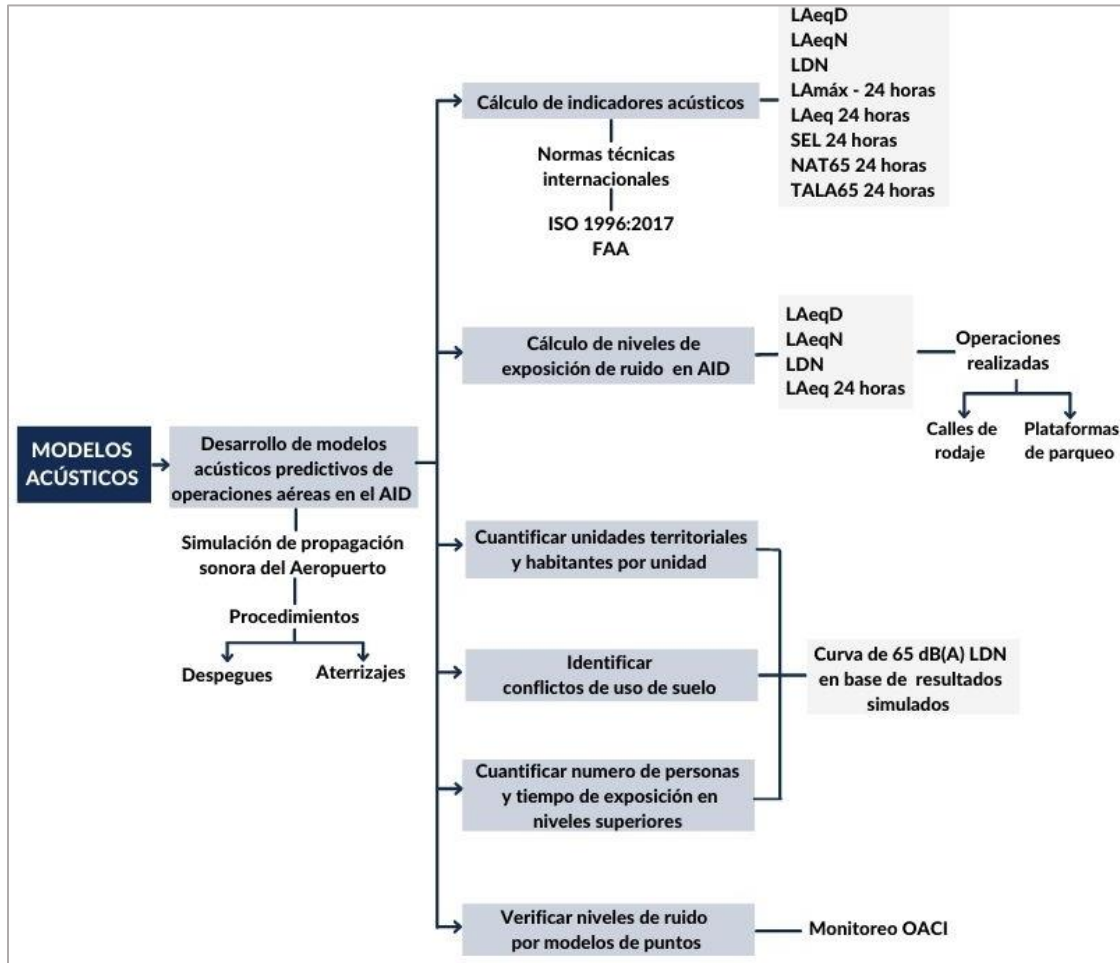 MODELOS
ACÚSTICOS
Desarrollo de modelos
acústicos predictivos de
operaciones aéreas en el AID
Simulación de propagación
sonora del Aeropuerto
Procedimientos
Despegues
Aterrizajes
Cálculo de indicadores acústicos
Normas técnicas
internacionales
ISO 1996:2017
FAA
LAeqD
LAeqN
LDN
LAmáx - 24 horas
LAeq 24 horas
SEL 24 horas
NAT65 24 horas
TALA65 24 horas
Cálculo de niveles de
exposición de ruido en AID
LAeqD
LAeqN
LDN
LAeq 24 horas
Operaciones
realizadas
Calles de
rodaje
Plataformas
de parqueo
Cuantificar unidades territoriales
y habitantes por unidad
Identificar
conflictos de uso de suelo
Cuantificar numero de personas
y tiempo de exposición en
niveles superiores
Curva de 65 dB(A) LDN
en base de resultados
simulados
Verificar niveles de ruido
por modelos de puntos
Monitoreo OACI